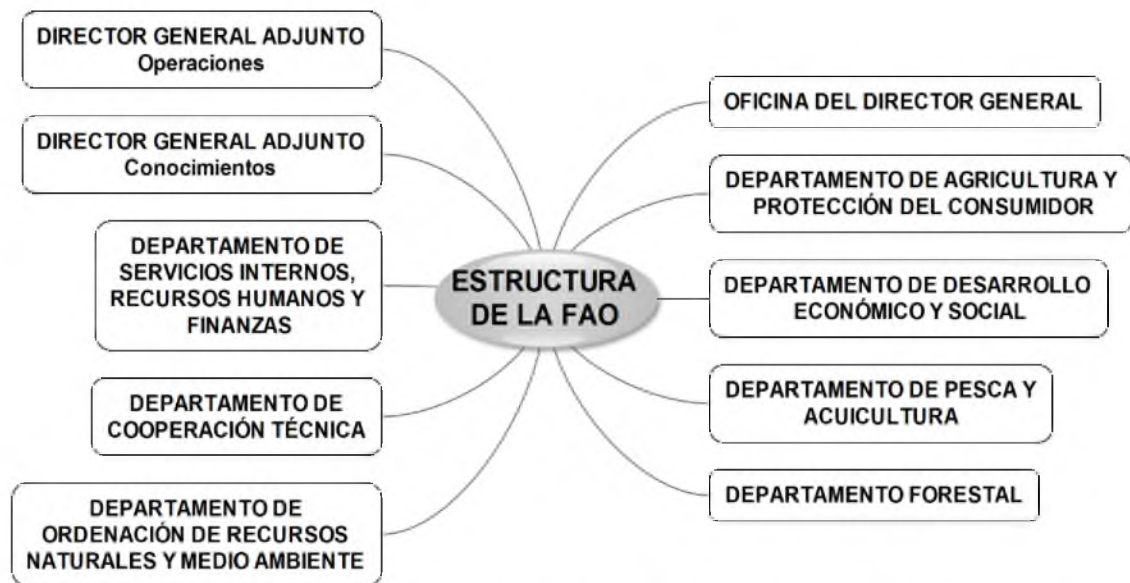 DIRECTOR GENERAL ADJUNTO
Operaciones
DIRECTOR GENERAL ADJUNTO
Conocimientos
DEPARTAMENTO DE
SERVICIOS INTERNOS,
RECURSOS HUMANOS Y
FINANZAS
DEPARTAMENTO DE
COOPERACIÓN TÉCNICA
DEPARTAMENTO DE
ORDENACIÓN DE RECURSOS
NATURALES Y MEDIO AMBIENTE
ESTRUCTURA
DE LA FAO
OFICINA DEL DIRECTOR GENERAL
DEPARTAMENTO DE AGRICULTURA Y
PROTECCIÓN DEL CONSUMIDOR
DEPARTAMENTO DE DESARROLLO
ECONÓMICO Y SOCIAL
DEPARTAMENTO DE PESCA Y
ACUICULTURA
DEPARTAMENTO FORESTAL